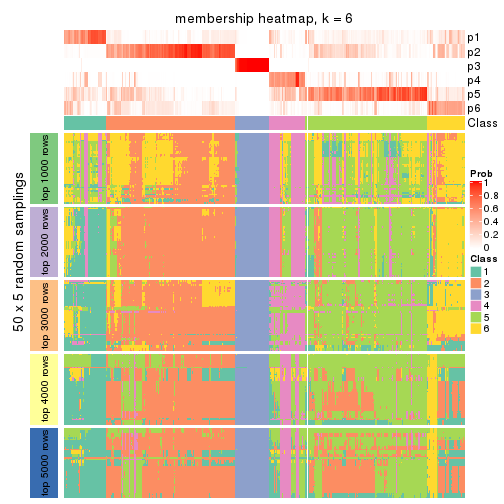 membership heatmap, k = 6
p1
p2
p3
p4
p5
p6
Class
50 x 5 random samplings
top 1000 rows
top 2000 rows
top 3000 rows
top 4000 rows
top 5000 rows
Prob
1
0.8
0.6
0.4
0.2
0
Class
1
2
3
4
5
6